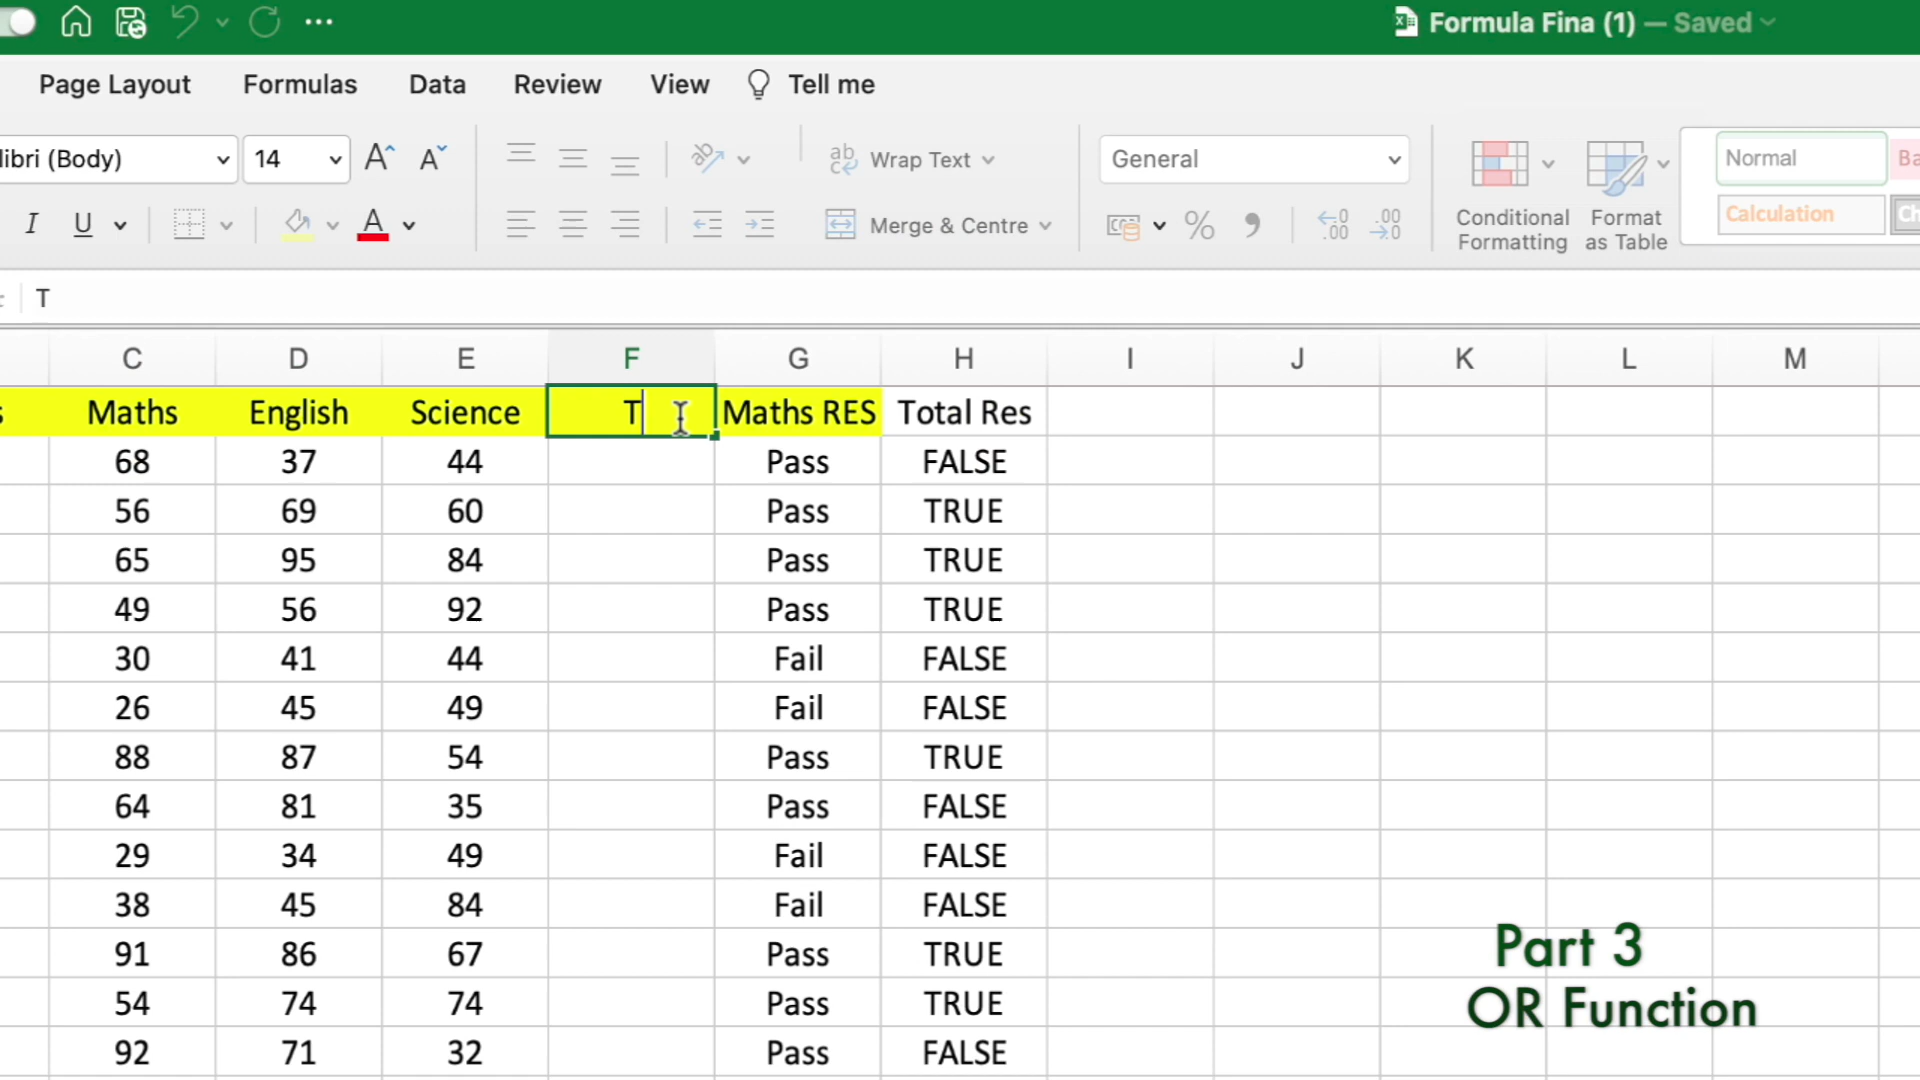 Formula Fina (1) — Saved
Page Layout Formulas Data Review View Tell me
libri (Body) 14 A A ab c Wrap Text General Normal Ba
I U A Merge & Centre % Conditional Formatting Format as Table Calculation Ch
T
C D E F G H I J K L M
s Maths English Science T Maths RES Total Res
68 37 44 Pass FALSE
56 69 60 Pass TRUE
65 95 84 Pass TRUE
49 56 92 Pass TRUE
30 41 44 Fail FALSE
26 45 49 Fail FALSE
88 87 54 Pass TRUE
64 81 35 Pass FALSE
29 34 49 Fail FALSE
38 45 84 Fail FALSE
91 86 67 Pass TRUE
54 74 74 Pass TRUE
92 71 32 Pass FALSE
Part 3
OR Function